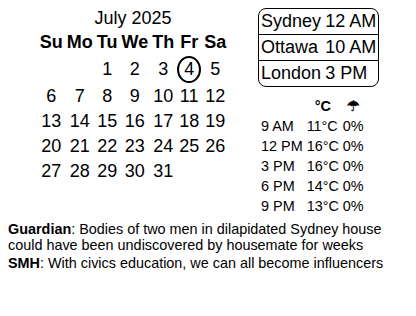 July 2025
Su Mo Tu We Th Fr Sa
1 2 3 4 5
6 7 8 9 10 11 12
13 14 15 16 17 18 19
20 21 22 23 24 25 26
27 28 29 30 31
Sydney 12 AM
Ottawa 10 AM
London 3 PM
°C ☂
9 AM 11°C 0%
12 PM 16°C 0%
3 PM 16°C 0%
6 PM 14°C 0%
9 PM 13°C 0%
Guardian: Bodies of two men in dilapidated Sydney house
could have been undiscovered by housemate for weeks
SMH: With civics education, we can all become influencers